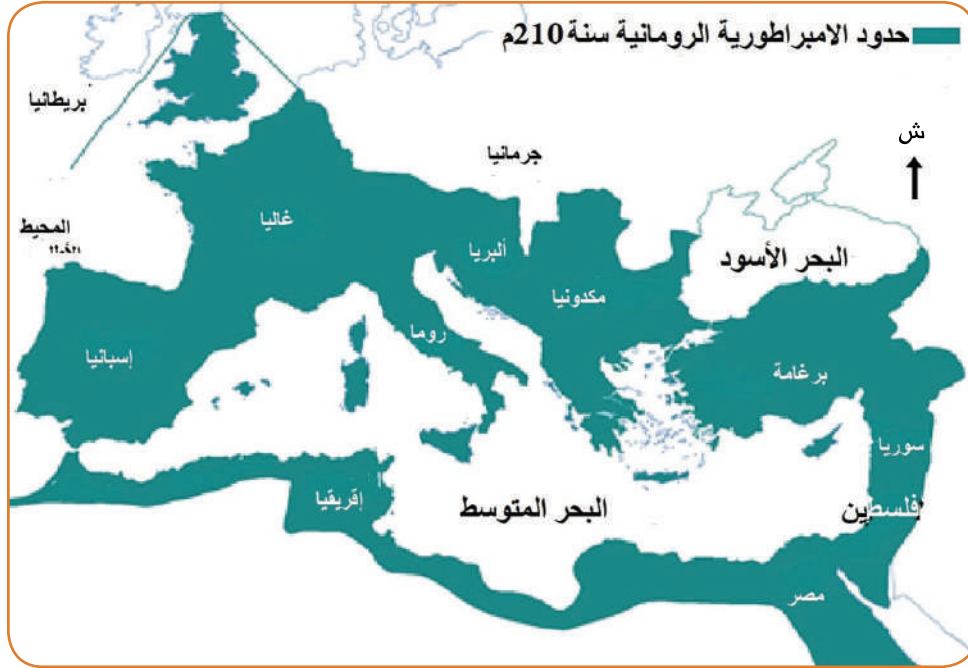 حدود الامبراطورية الرومانية سنة 210م
بريطانيا
ش
جرمانيا
المحيط
غاليا
ألبريا
البحر الأسود
مكدونيا
روما
إسبانيا
برغامة
سوريا
إفريقيا
البحر المتوسط
فلسطين
مصر